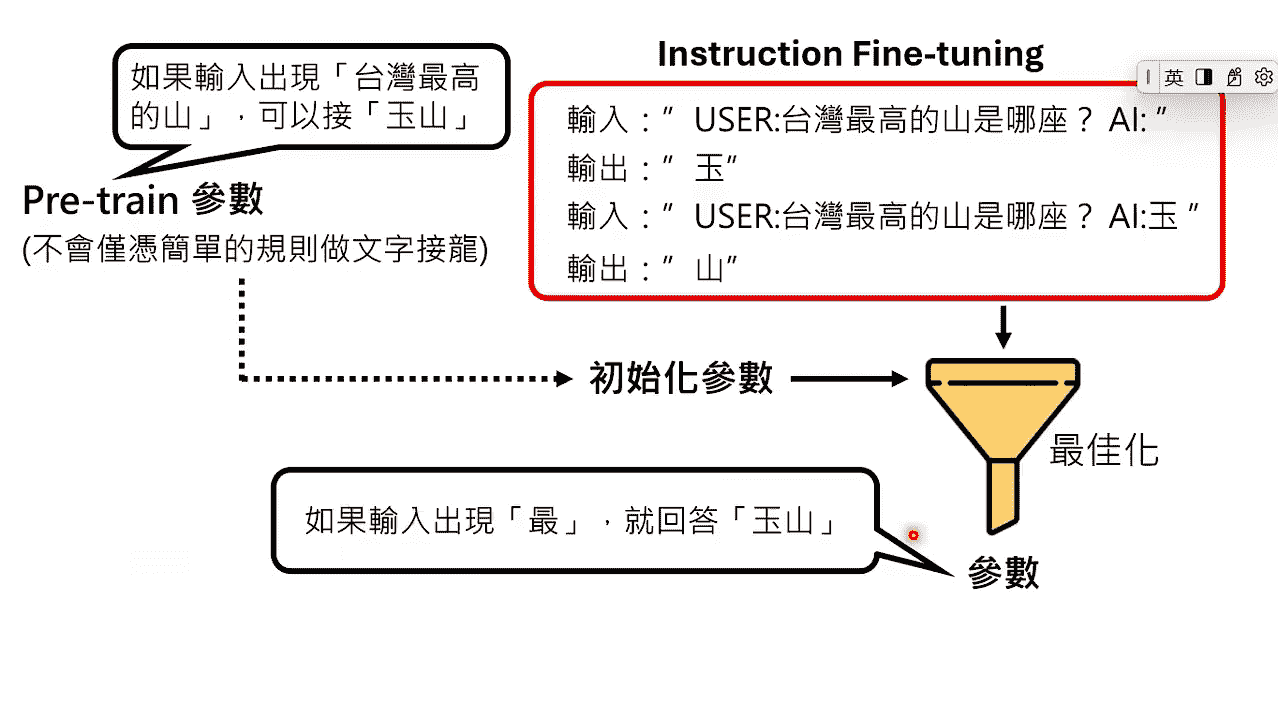 Instruction Fine-tuning
英
如果輸入出現「台灣最高
的山」，可以接「玉山」
輸入：” USER:台灣最高的山是哪座？ AI: ”
輸出：” 玉”
輸入：” USER:台灣最高的山是哪座？ AI:玉 ”
輸出：” 山”
Pre-train 參數
(不會僅憑簡單的規則做文字接龍)
初始化參數
最佳化
如果輸入出現「最」，就回答「玉山」
參數